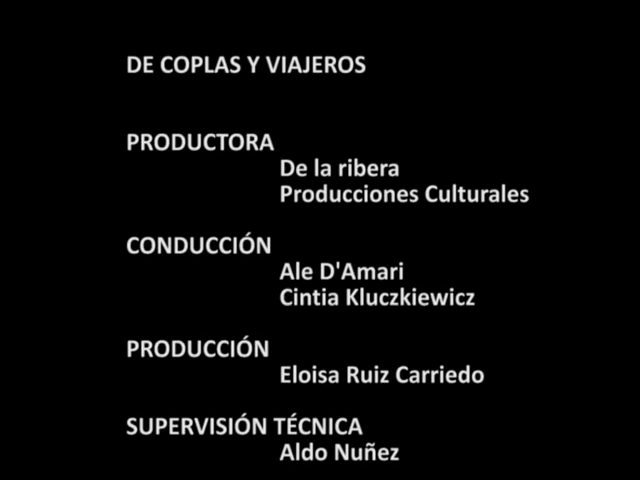 DE COPLAS Y VIAJEROS
PRODUCTORA
De la ribera
Producciones Culturales
CONDUCCIÓN
Ale D'Amari
Cintia Kluczkiewicz
PRODUCCIÓN
Eloisa Ruiz Carriedo
SUPERVISIÓN TÉCNICA
Aldo Nuñez